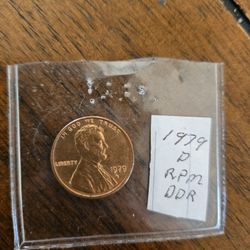 IN GOD WE TRUST
LIBERTY
1979
D
1979
D
RPM
DDR